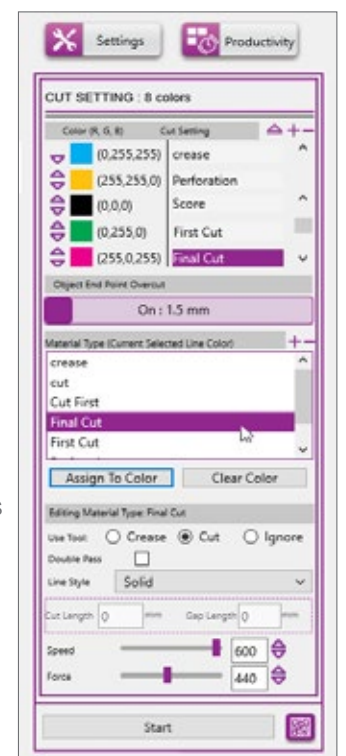 Settings Productivity
CUT SETTING : 8 colors
Color (R, G, B) Cut Setting
(0,255,255) crease
(255,255,0) Perforation
(0,0,0) Score
(0,255,0) First Cut
(255,0,255) Final Cut
Object End Point Overcut
On : 1.5 mm
Material Type (Current Selected Line Color)
crease
cut
Cut First
Final Cut
First Cut
Assign To Color Clear Color
Editing Material Type: Final Cut
Use Tool: Crease Cut Ignore
Double Pass
Line Style Solid
Cut Length 0 mm Gap Length 0 mm
Speed 600
Force 440
Start
s